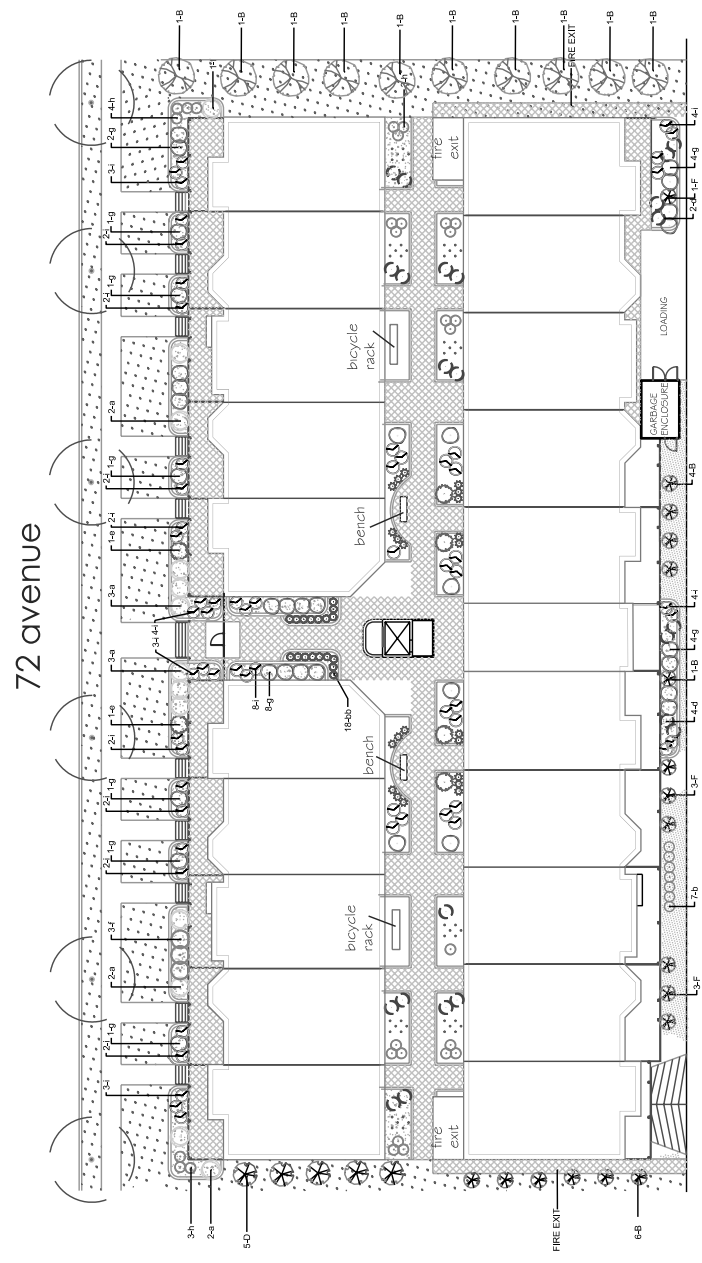 1-B
1-B
1-B
1-B
1-B
1-B
1-B
1-B
1-B
1-B
FIRE EXIT
4-h
2-g
3-i
1-g
2-i
1-g
2-i
2-a
1-g
2-i
2-i
1-e
3-a
4-i
3-i
3-a
1-e
2-i
1-g
2-i
1-g
2-i
3-f
2-a
1-g
2-i
3-i
72 avenue
fire
exit
bicycle
rack
bench
8-i
8-g
18-bb
bench
bicycle
rack
fire
exit
4-i
4-g
1-F
LOADING
GARBAGE
ENCLOSURE
4-B
4-i
4-g
1-B
4-d
3-F
7-b
3-F
3-h
2-a
5-D
FIRE EXIT
6-B